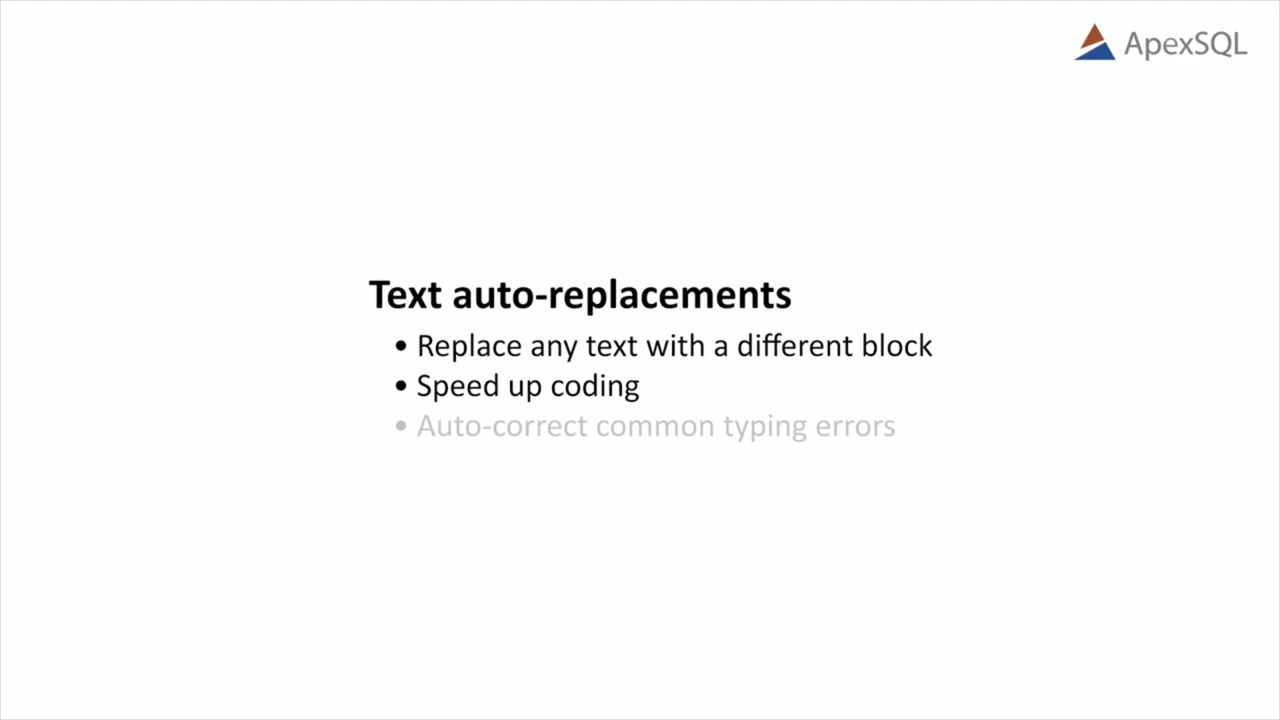 ApexSQL
Text auto-replacements
• Replace any text with a different block
• Speed up coding
• Auto-correct common typing errors